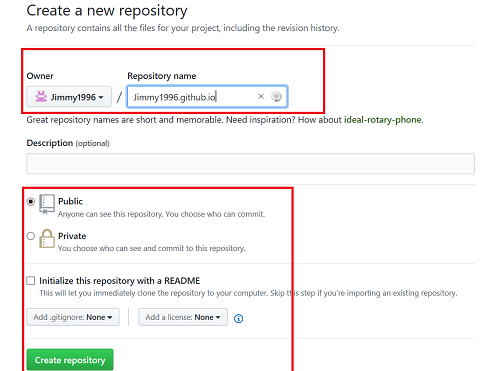 Create a new repository
A repository contains all the files for your project, including the revision history.
Owner Repository name
Jimmy1996 / Jimmy1996.github.io ×
Great repository names are short and memorable. Need inspiration? How about ideal-rotary-phone.
Description (optional)
Public
Anyone can see this repository. You choose who can commit.
Private
You choose who can see and commit to this repository.
Initialize this repository with a README
This will let you immediately clone the repository to your computer. Skip this step if you're importing an existing repository.
Add .gitignore: None Add a license: None
Create repository